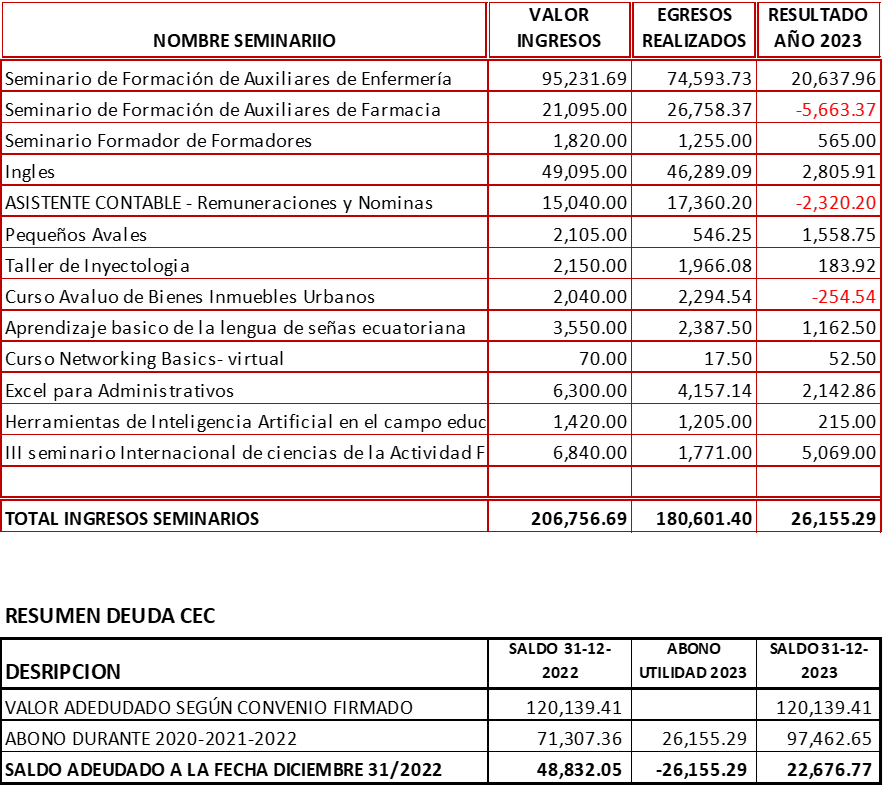 NOMBRE SEMINARIIO VALOR INGRESOS EGRESOS REALIZADOS RESULTADO AÑO 2023
Seminario de Formación de Auxiliares de Enfermería 95,231.69 74,593.73 20,637.96
Seminario de Formación de Auxiliares de Farmacia 21,095.00 26,758.37 -5,663.37
Seminario Formador de Formadores 1,820.00 1,255.00 565.00
Ingles 49,095.00 46,289.09 2,805.91
ASISTENTE CONTABLE - Remuneraciones y Nominas 15,040.00 17,360.20 -2,320.20
Pequeños Avales 2,105.00 546.25 1,558.75
Taller de Inyectologia 2,150.00 1,966.08 183.92
Curso Avaluo de Bienes Inmuebles Urbanos 2,040.00 2,294.54 -254.54
Aprendizaje basico de la lengua de señas ecuatoriana 3,550.00 2,387.50 1,162.50
Curso Networking Basics- virtual 70.00 17.50 52.50
Excel para Administrativos 6,300.00 4,157.14 2,142.86
Herramientas de Inteligencia Artificial en el campo educ 1,420.00 1,205.00 215.00
III seminario Internacional de ciencias de la Actividad F 6,840.00 1,771.00 5,069.00
TOTAL INGRESOS SEMINARIOS 206,756.69 180,601.40 26,155.29
RESUMEN DEUDA CEC
DESRIPCION SALDO 31-12-2022 ABONO UTILIDAD 2023 SALDO 31-12-2023
VALOR ADEDUDADO SEGÚN CONVENIO FIRMADO 120,139.41 120,139.41
ABONO DURANTE 2020-2021-2022 71,307.36 26,155.29 97,462.65
SALDO ADEUDADO A LA FECHA DICIEMBRE 31/2022 48,832.05 -26,155.29 22,676.77